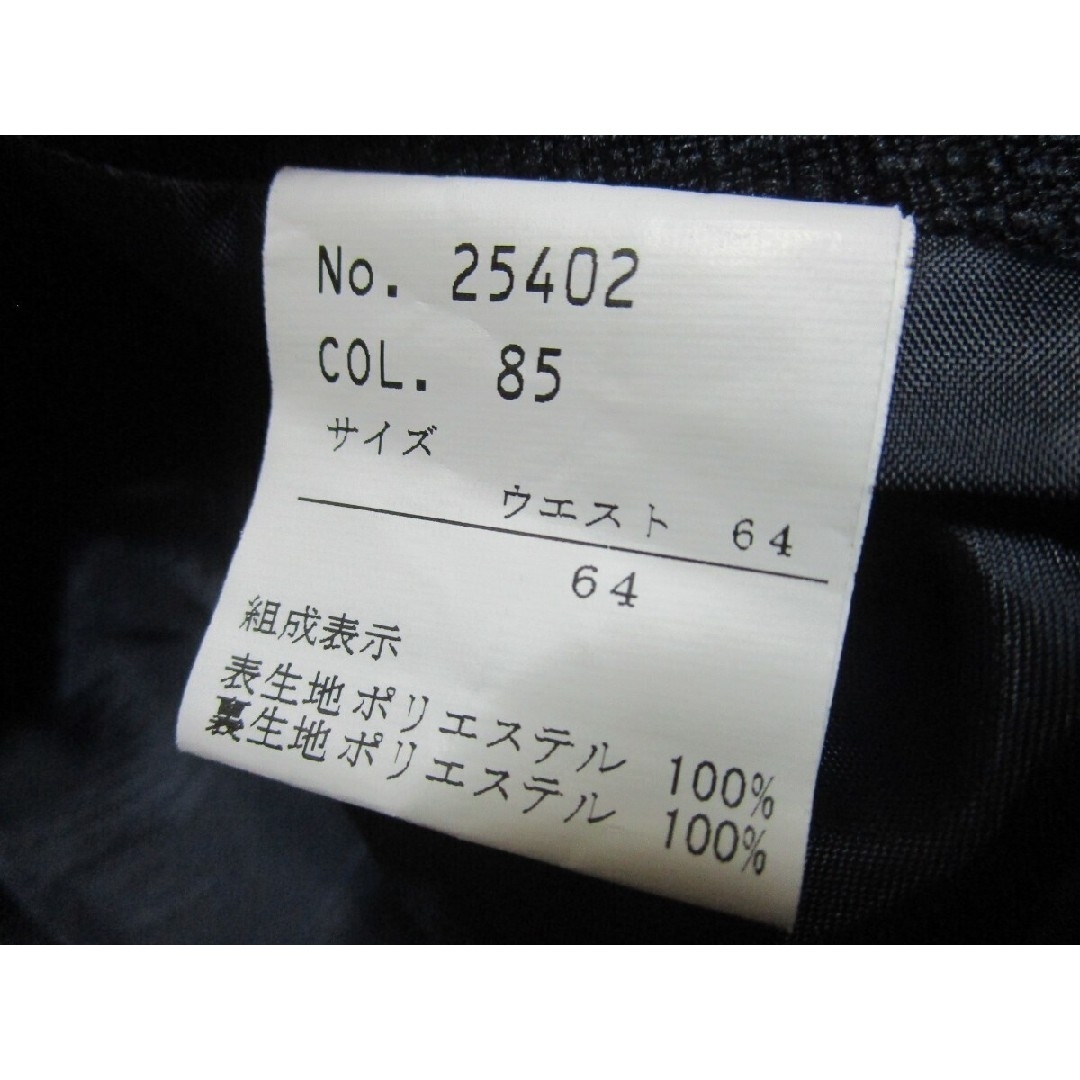 No. 25402
COL. 85
サイズ
ウエスト 64
64
組成表示
表生地ポリエステル 100%
裏生地ポリエステル 100%